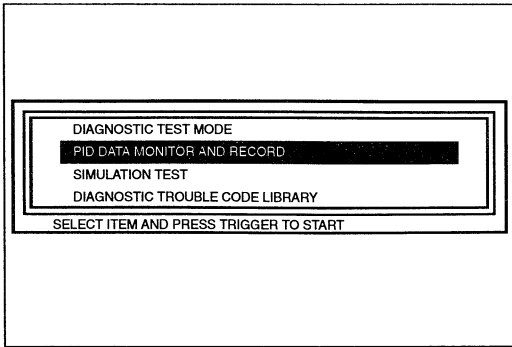 DIAGNOSTIC TEST MODE
PID DATA MONITOR AND RECORD
SIMULATION TEST
DIAGNOSTIC TROUBLE CODE LIBRARY
SELECT ITEM AND PRESS TRIGGER TO START